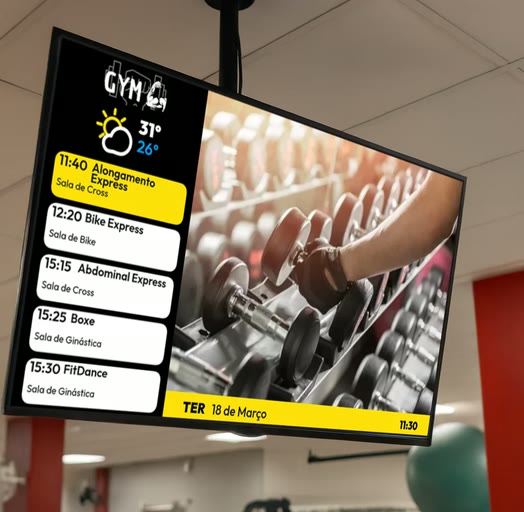 GYM
31°
26°
11:40 Alongamento
Express
Sala de Cross
12:20 Bike Express
Sala de Bike
15:15 Abdominal Express
Sala de Cross
15:25 Boxe
Sala de Ginástica
15:30 FitDance
Sala de Ginástica
TER 18 de Março
11:30